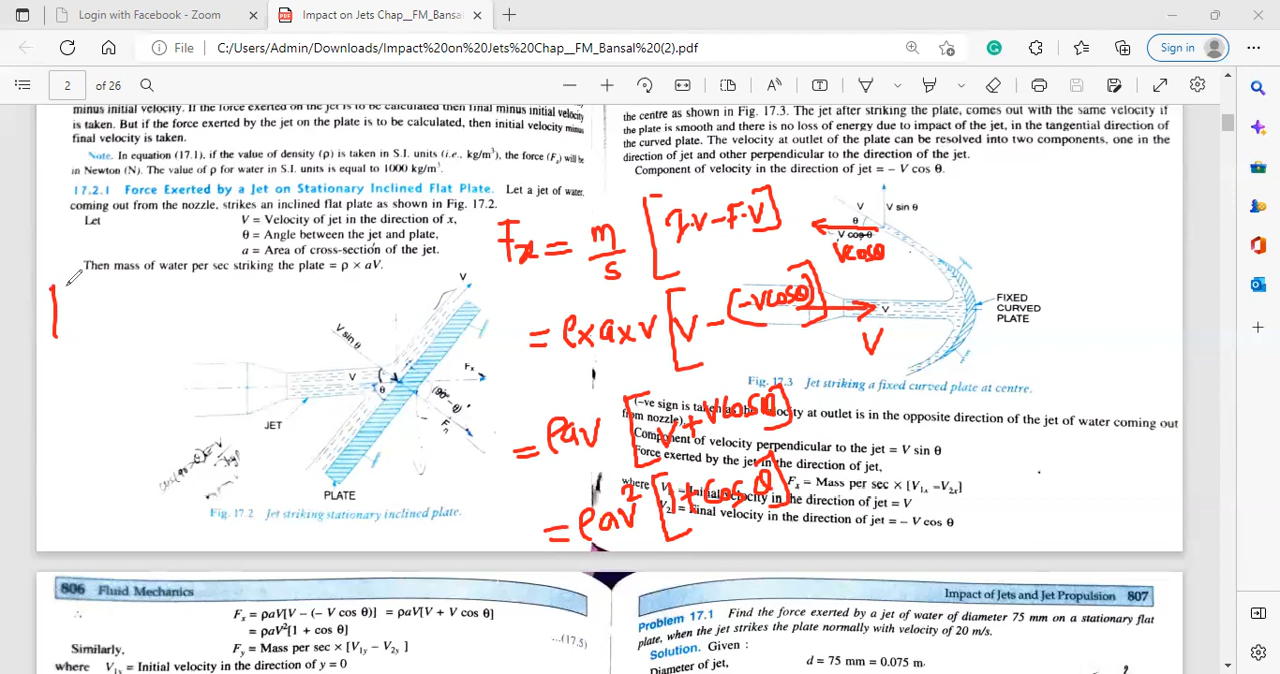 Login with Facebook - Zoom
Impact on Jets Chap__FM_Bansal
File C:/Users/Admin/Downloads/Impact%20on%20Jets%20Chap__FM_Bansal%20(2).pdf
Sign in
2 of 26
minus initial velocity. If the force exerted on the jet is to be calculated then final minus initial velocity
is taken. But if the force exerted by the jet on the plate is to be calculated, then initial velocity minus
final velocity is taken.
Note. In equation (17.1), if the value of density (ρ) is taken in S.I. units (i.e., kg/m³), the force (Fx) will be
in Newton (N). The value of ρ for water in S.I. units is equal to 1000 kg/m³.
17.2.1 Force Exerted by a Jet on Stationary Inclined Flat Plate. Let a jet of water,
coming out from the nozzle, strikes an inclined flat plate as shown in Fig. 17.2.
Let V = Velocity of jet in the direction of x,
θ = Angle between the jet and plate,
a = Area of cross-section of the jet.
Then mass of water per sec striking the plate = ρ × aV.
V
V sin θ
V
θ
Fx
(90° – θ)
Fn
JET
PLATE
Fig. 17.2 Jet striking stationary inclined plate.
the centre as shown in Fig. 17.3. The jet after striking the plate, comes out with the same velocity if
the plate is smooth and there is no loss of energy due to impact of the jet, in the tangential direction of
the curved plate. The velocity at outlet of the plate can be resolved into two components, one in the
direction of jet and other perpendicular to the direction of the jet.
Component of velocity in the direction of jet = – V cos θ.
V
V sin θ
θ
V cos θ
Vcosθ
Fx = m/s [I.V – F.V]
= ρxaxv [V – (–Vcosθ)]
V
V
FIXED
CURVED
PLATE
Fig. 17.3 Jet striking a fixed curved plate at centre.
= ρav [V + Vcosθ]
= ρav² [1 + cosθ]
(–ve sign is taken as the velocity at outlet is in the opposite direction of the jet of water coming out
from nozzle).
Component of velocity perpendicular to the jet = V sin θ
Force exerted by the jet in the direction of jet,
Fx = Mass per sec × [V1x – V2x]
where V = Initial velocity in the direction of jet = V
V2 = Final velocity in the direction of jet = – V cos θ
806 Fluid Mechanics
∴ Fx = ρaV[V – (– V cos θ)] = ρaV[V + V cos θ]
= ρaV²[1 + cos θ] ...(17.5)
Similarly, Fy = Mass per sec × [V1y – V2y]
where V1y = Initial velocity in the direction of y = 0
Impact of Jets and Jet Propulsion 807
Problem 17.1 Find the force exerted by a jet of water of diameter 75 mm on a stationary flat
plate, when the jet strikes the plate normally with velocity of 20 m/s.
Solution. Given :
Diameter of jet, d = 75 mm = 0.075 m.